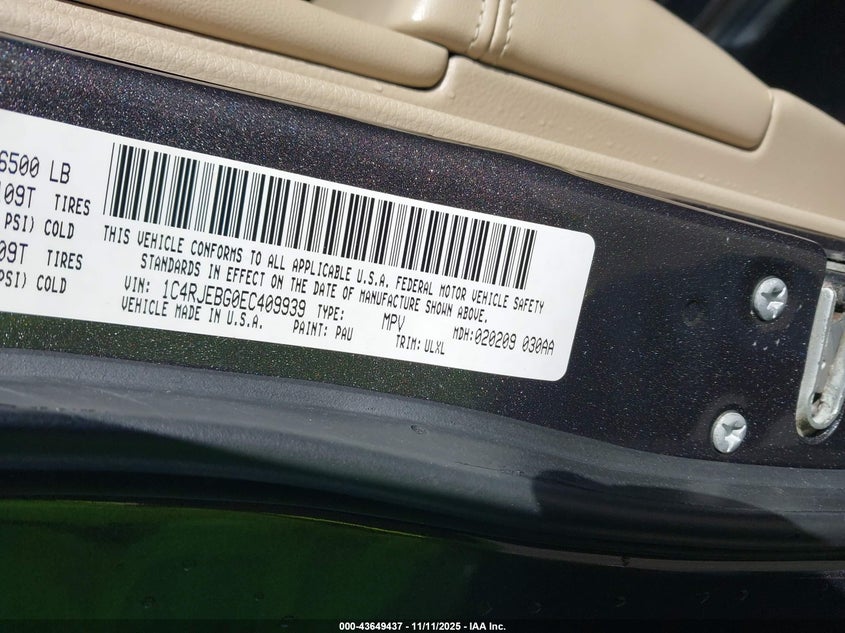 6500 LB
109T TIRES
PSI) COLD
09T TIRES
PSI) COLD
THIS VEHICLE CONFORMS TO ALL APPLICABLE U.S.A. FEDERAL MOTOR VEHICLE SAFETY
STANDARDS IN EFFECT ON THE DATE OF MANUFACTURE SHOWN ABOVE.
VIN: 1C4RJEBG0EC409939 TYPE: MPV MDH:020209 030AA
VEHICLE MADE IN U.S.A. PAINT: PAU TRIM: ULXL
000-43649437 - 11/11/2025 - IAA Inc.